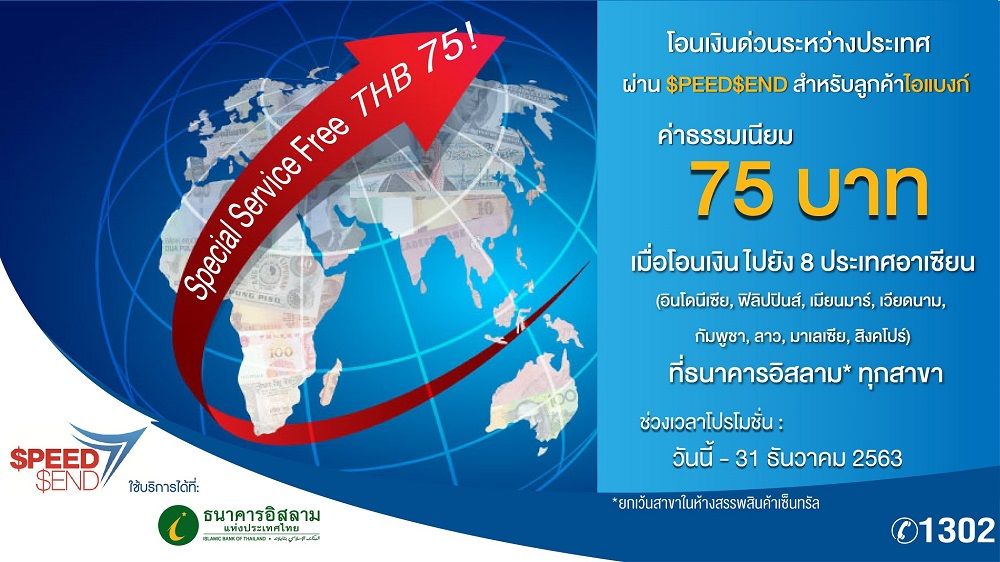 Special Service Free THB 75!
โอนเงินด่วนระหว่างประเทศ
ผ่าน $PEED$END สำหรับลูกค้าไอแบงก์
ค่าธรรมเนียม
75 บาท
เมื่อโอนเงิน ไปยัง 8 ประเทศอาเซียน
(อินโดนีเซีย, ฟิลิปปินส์, เมียนมาร์, เวียดนาม,
กัมพูชา, ลาว, มาเลเซีย, สิงคโปร์)
ที่ธนาคารอิสลาม* ทุกสาขา
ช่วงเวลาโปรโมชั่น :
วันนี้ - 31 ธันวาคม 2563
*ยกเว้นสาขาในห้างสรรพสินค้าเซ็นทรัล
$PEED
$END
ใช้บริการได้ที่:
ธนาคารอิสลาม
แห่งประเทศไทย
ISLAMIC BANK OF THAILAND •
1302